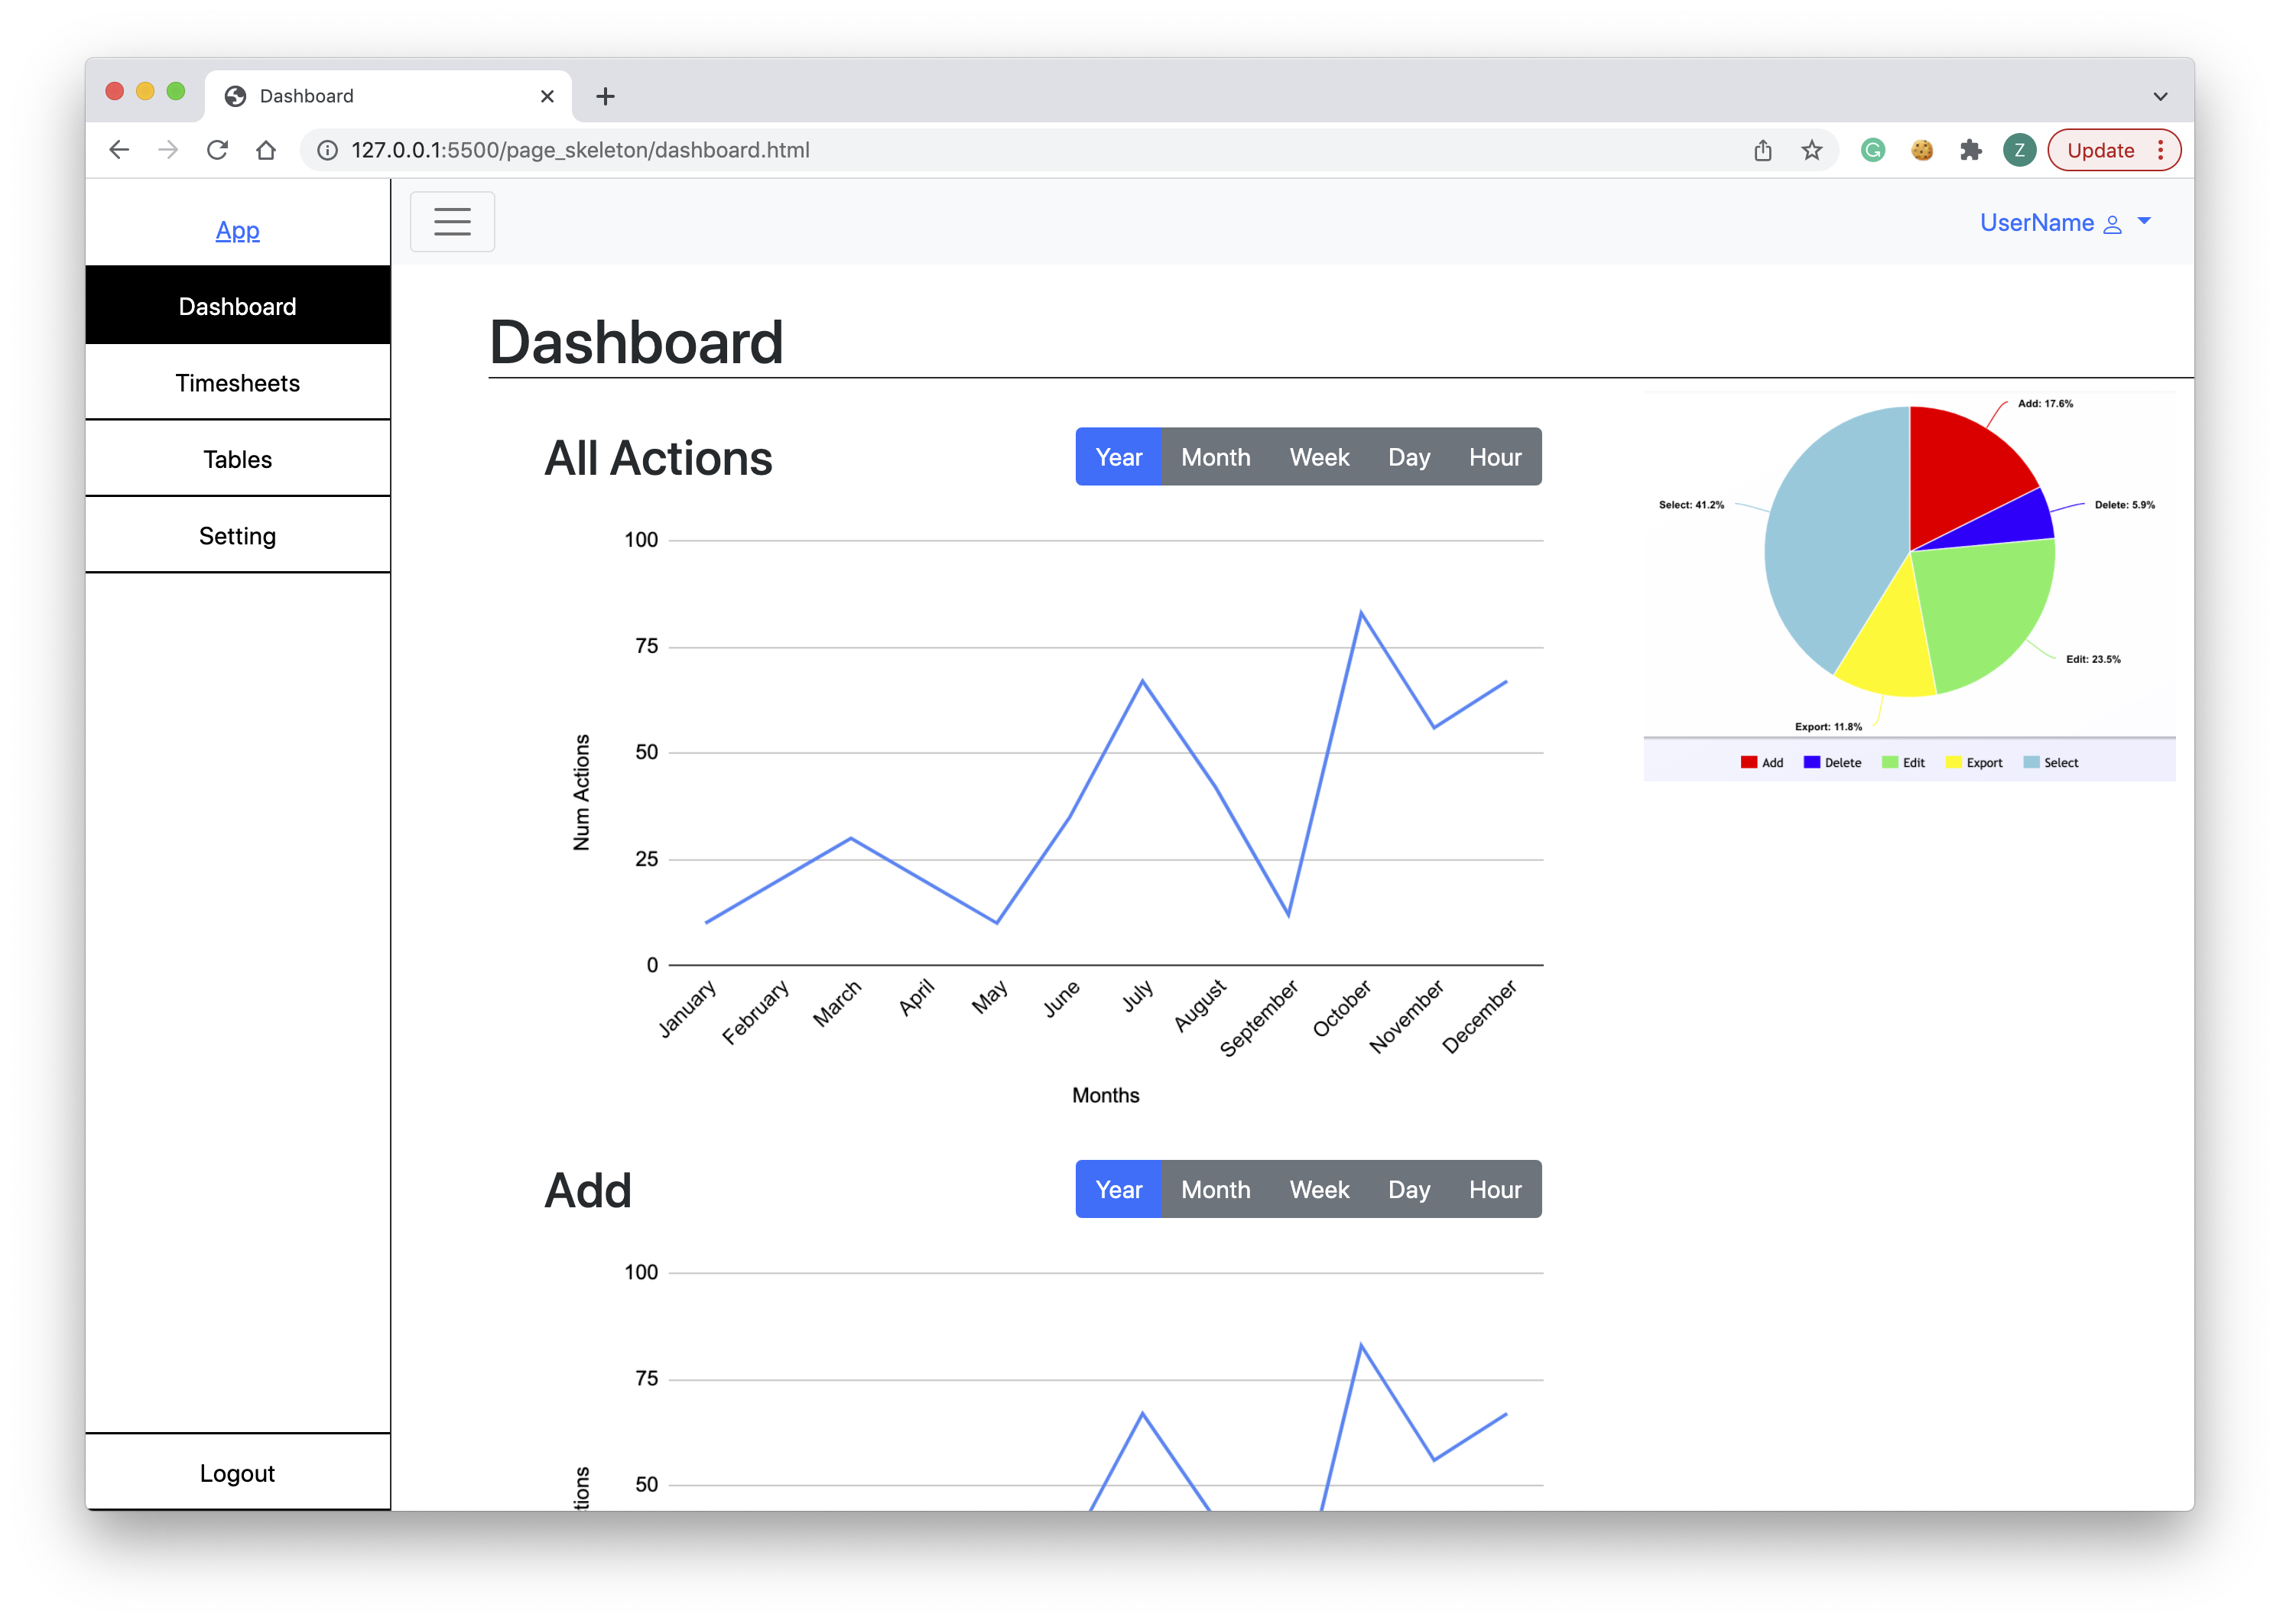 Dashboard
127.0.0.1:5500/page_skeleton/dashboard.html
Z
Update
App
UserName
Dashboard
Timesheets
Tables
Setting
Logout
Dashboard
All Actions
Year Month Week Day Hour
100
75
50
25
0
Num Actions
January February March April May June July August September October November December
Months
Add: 17.6%
Select: 41.2%
Delete: 5.9%
Edit: 23.5%
Export: 11.8%
Add Delete Edit Export Select
Add
Year Month Week Day Hour
100
75
50